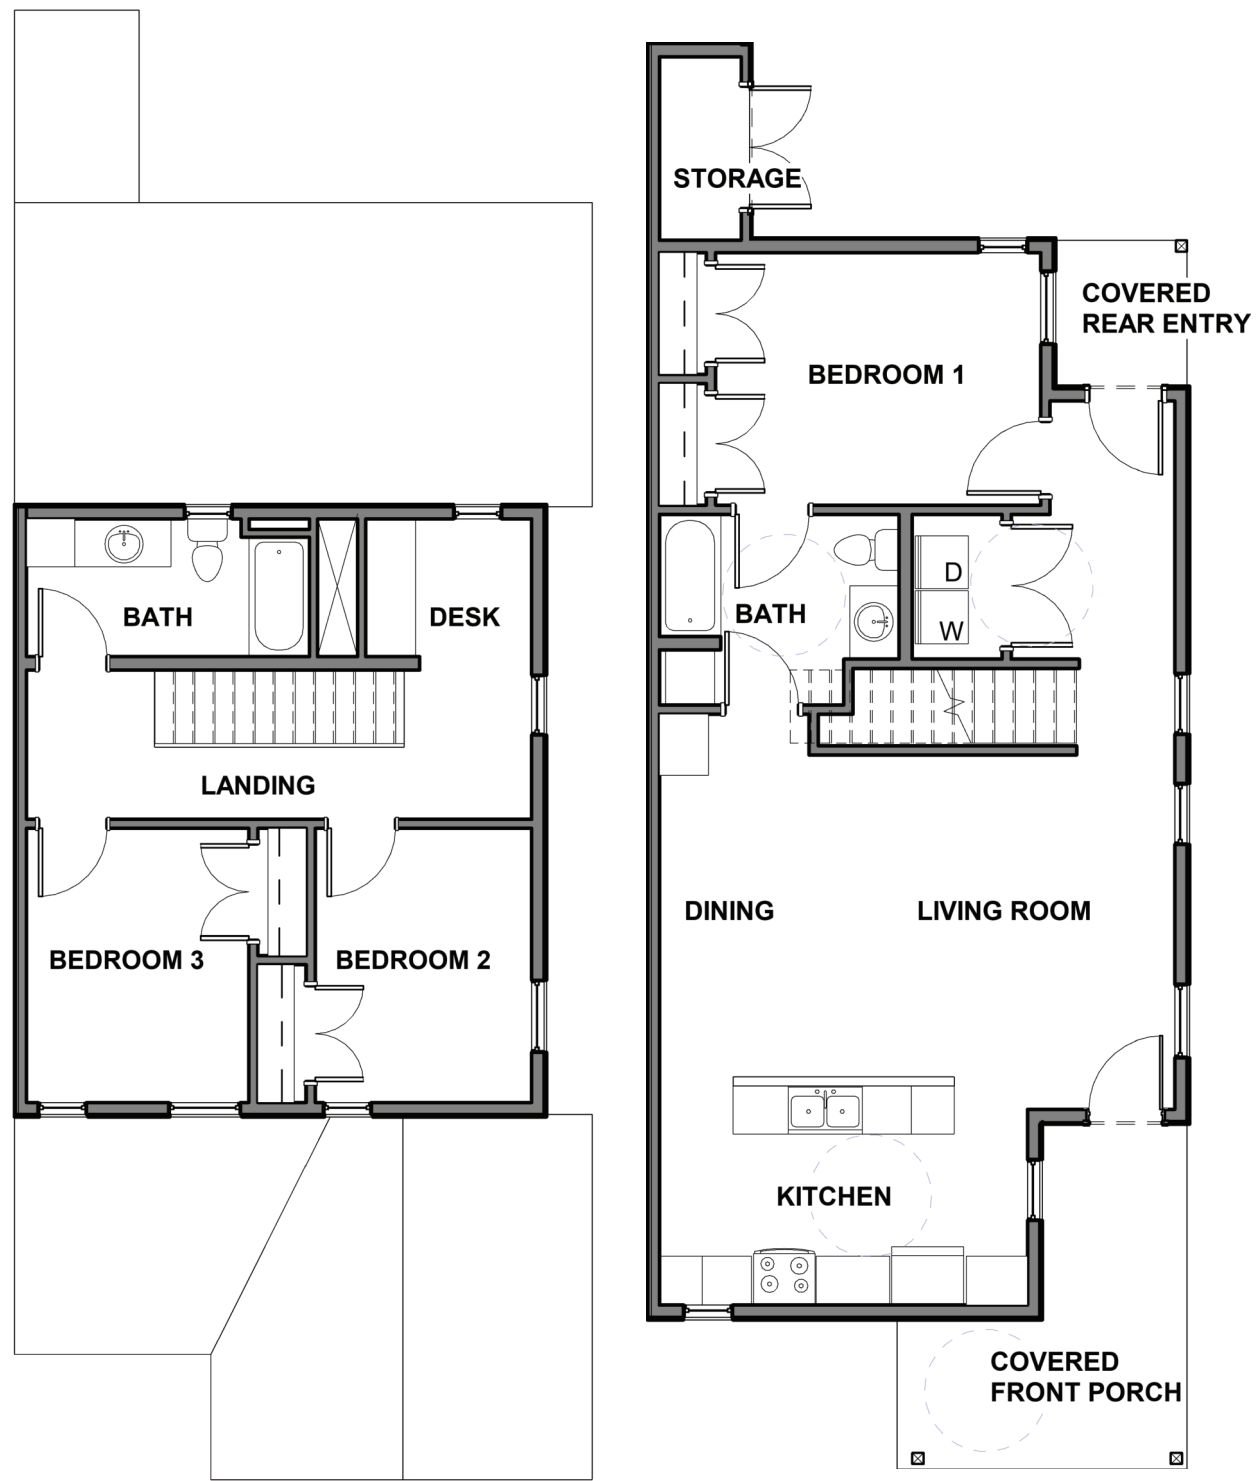 BATH
DESK
LANDING
BEDROOM 3
BEDROOM 2
STORAGE
COVERED
REAR ENTRY
BEDROOM 1
D
BATH
W
DINING
LIVING ROOM
KITCHEN
COVERED
FRONT PORCH